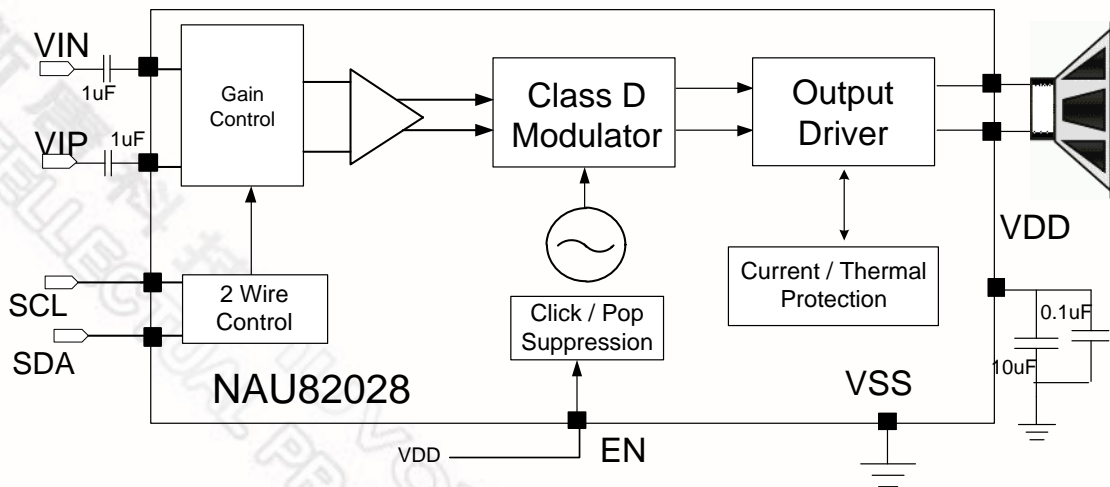 VIN
1uF
VIP
1uF
Gain
Control
Class D
Modulator
Output
Driver
VDD
SCL
SDA
2 Wire
Control
Click / Pop
Suppression
Current / Thermal
Protection
0.1uF
10uF
NAU82028
VSS
VDD
EN